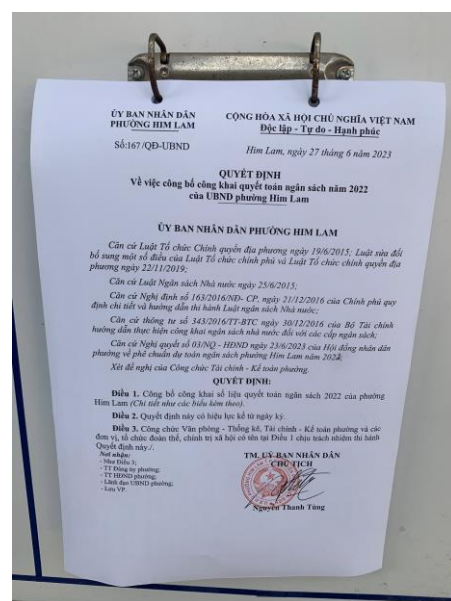 ỦY BAN NHÂN DÂN
PHƯỜNG HIM LAM
CỘNG HÒA XÃ HỘI CHỦ NGHĨA VIỆT NAM
Độc lập - Tự do - Hạnh phúc
Số:167/QĐ-UBND
Him Lam, ngày 27 tháng 6 năm 2023
QUYẾT ĐỊNH
Về việc công bố công khai quyết toán ngân sách năm 2022
của UBND phường Him Lam
ỦY BAN NHÂN DÂN PHƯỜNG HIM LAM
Căn cứ Luật Tổ chức Chính quyền địa phương ngày 19/6/2015; Luật sửa đổi
bổ sung một số điều của Luật Tổ chức chính phủ và Luật Tổ chức chính quyền địa
phương ngày 22/11/2019;
Căn cứ Luật Ngân sách Nhà nước ngày 25/6/2015;
Căn cứ Nghị định số 163/2016/NĐ- CP, ngày 21/12/2016 của Chính phủ quy
định chi tiết và hướng dẫn thi hành Luật ngân sách Nhà nước;
Căn cứ thông tư số 343/2016/TT-BTC ngày 30/12/2016 của Bộ Tài chính
hướng dẫn thực hiện công khai ngân sách nhà nước đối với các cấp ngân sách;
Căn cứ Nghị quyết số 03/NQ - HĐND ngày 23/6/2023 của Hội đồng nhân dân
phường về phê chuẩn dự toán ngân sách phường Him Lam năm
Xét đề nghị của Công chức Tài chính - Kế toán phường.
QUYẾT ĐỊNH:
Điều 1. Công bố công khai số liệu quyết toán ngân sách 2022 của phường
Him Lam (Chi tiết như các biểu kèm theo).
Điều 2. Quyết định này có hiệu lực kể từ ngày ký.
Điều 3. Công chức Văn phòng - Thống kê, Tài chính - Kế toán phường và các
đơn vị, tổ chức đoàn thể, chính trị xã hội có tên tại Điều 1 chịu trách nhiệm thi hành
Quyết định này./.
Nơi nhận:
- Như Điều 3;
- TT Đảng ủy phường;
- TT HĐND phường;
- Lãnh đạo UBND phường;
- Lưu VP.
TM. ỦY BAN NHÂN DÂN
CHỦ TỊCH
Nguyễn Thanh Tùng